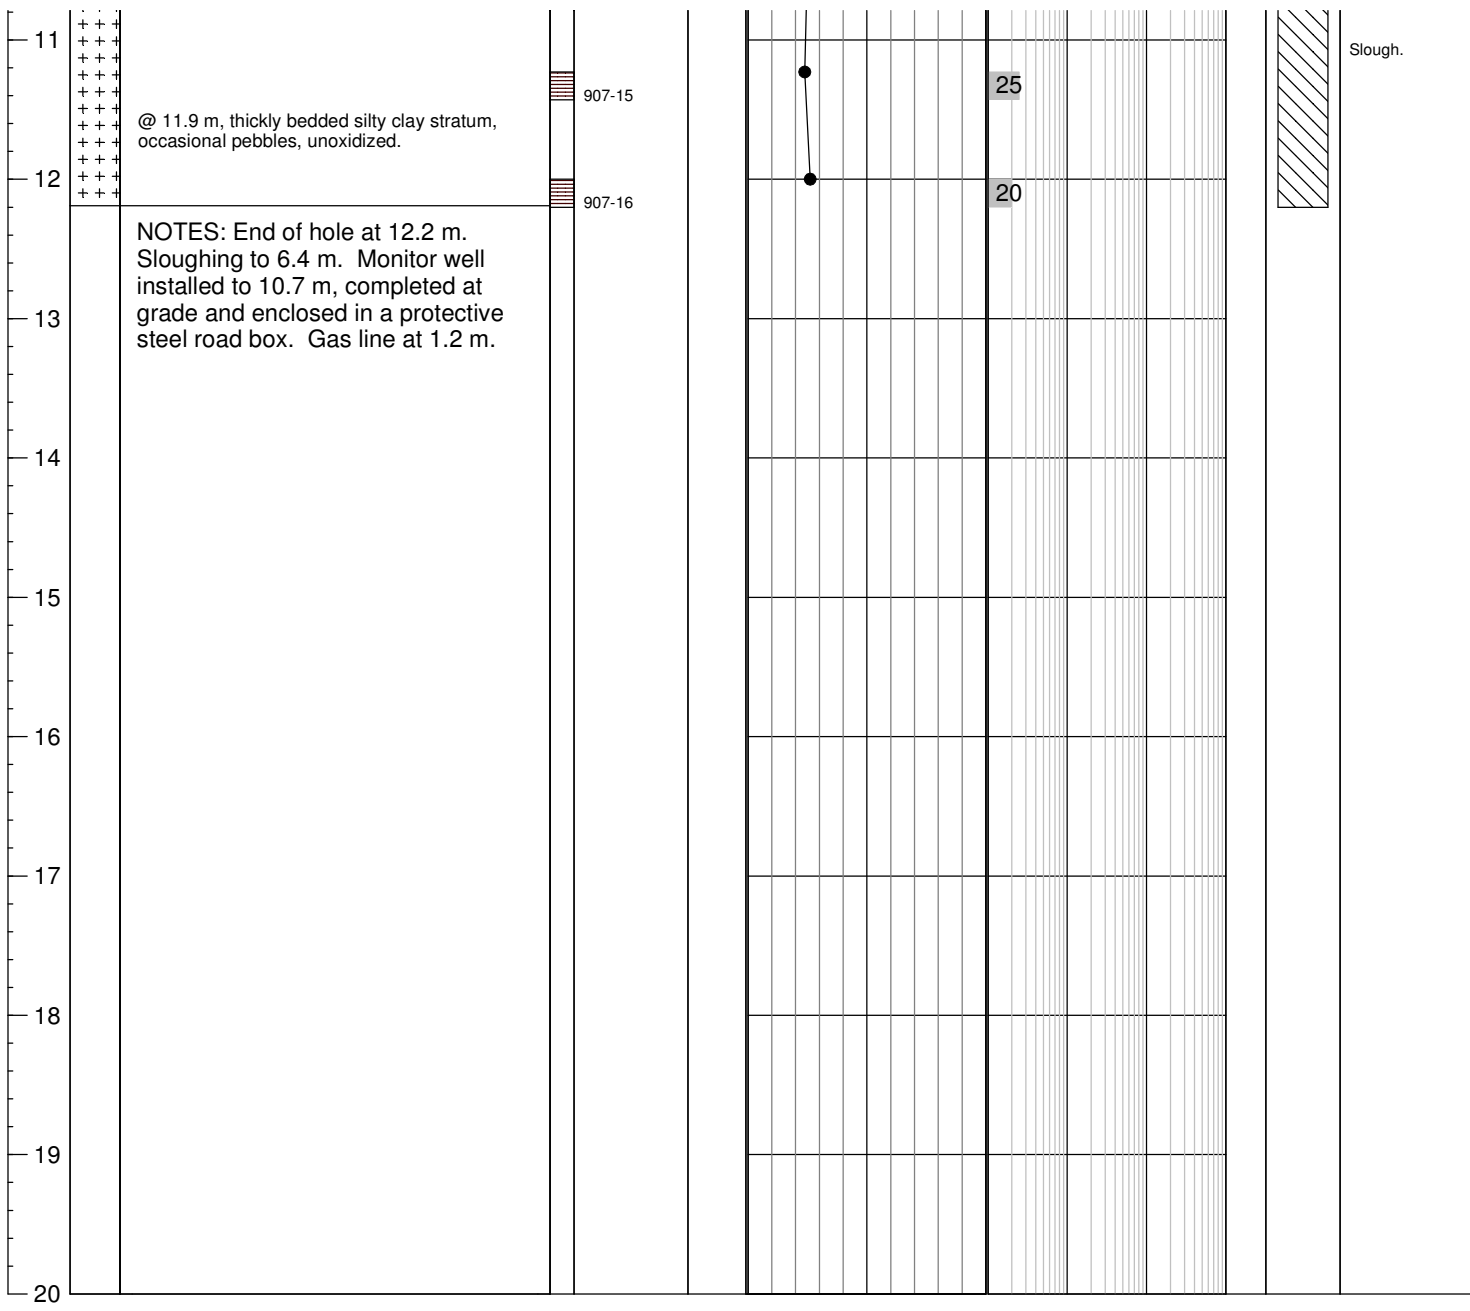 11
Slough.
25
907-15
@ 11.9 m, thickly bedded silty clay stratum,
occasional pebbles, unoxidized.
12
20
907-16
NOTES: End of hole at 12.2 m.
Sloughing to 6.4 m.  Monitor well
installed to 10.7 m, completed at
grade and enclosed in a protective
steel road box.  Gas line at 1.2 m.
13
14
15
16
17
18
19
20